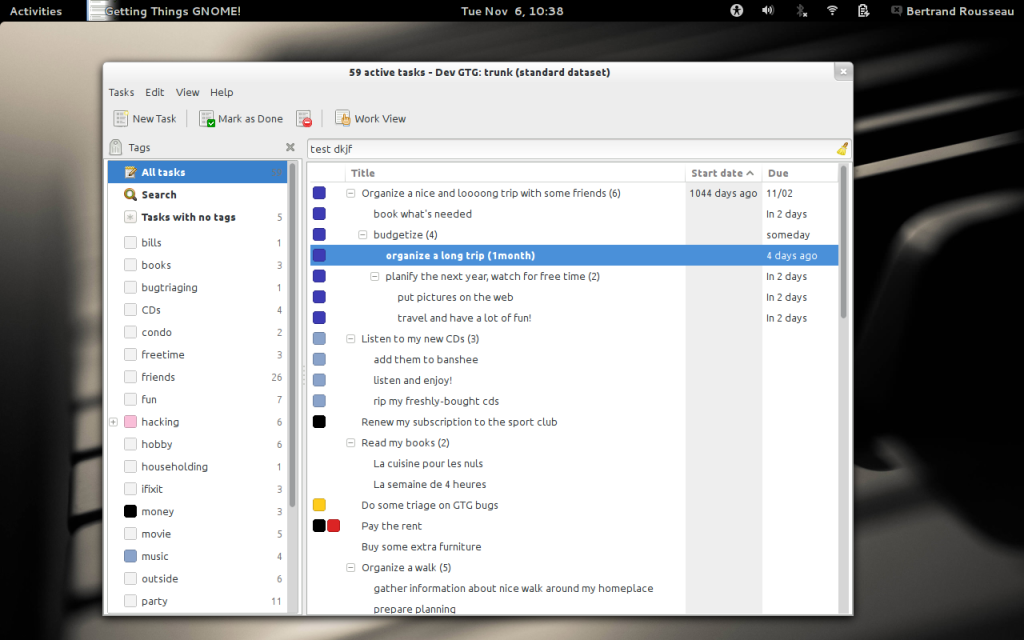 Activities Getting Things GNOME! Tue Nov 6, 10:38 Bertrand Rousseau
59 active tasks - Dev GTG: trunk (standard dataset)
Tasks Edit View Help
New Task Mark as Done Work View
Tags
All tasks
Search
Tasks with no tags 5
bills 1
books 3
bugtriaging 1
CDs 4
condo 2
freetime 3
friends 26
fun 7
hacking 6
hobby 6
householding 1
ifixit 3
money 3
movie 5
music 4
outside 6
party 11
test dkjf
Title Start date Due
Organize a nice and loooong trip with some friends (6) 1044 days ago 11/02
book what's needed In 2 days
budgetize (4) someday
organize a long trip (1month) 4 days ago
planify the next year, watch for free time (2) In 2 days
put pictures on the web In 2 days
travel and have a lot of fun! In 2 days
Listen to my new CDs (3)
add them to banshee
listen and enjoy!
rip my freshly-bought cds
Renew my subscription to the sport club
Read my books (2)
La cuisine pour les nuls
La semaine de 4 heures
Do some triage on GTG bugs
Pay the rent
Buy some extra furniture
Organize a walk (5)
gather information about nice walk around my homeplace
prepare planning